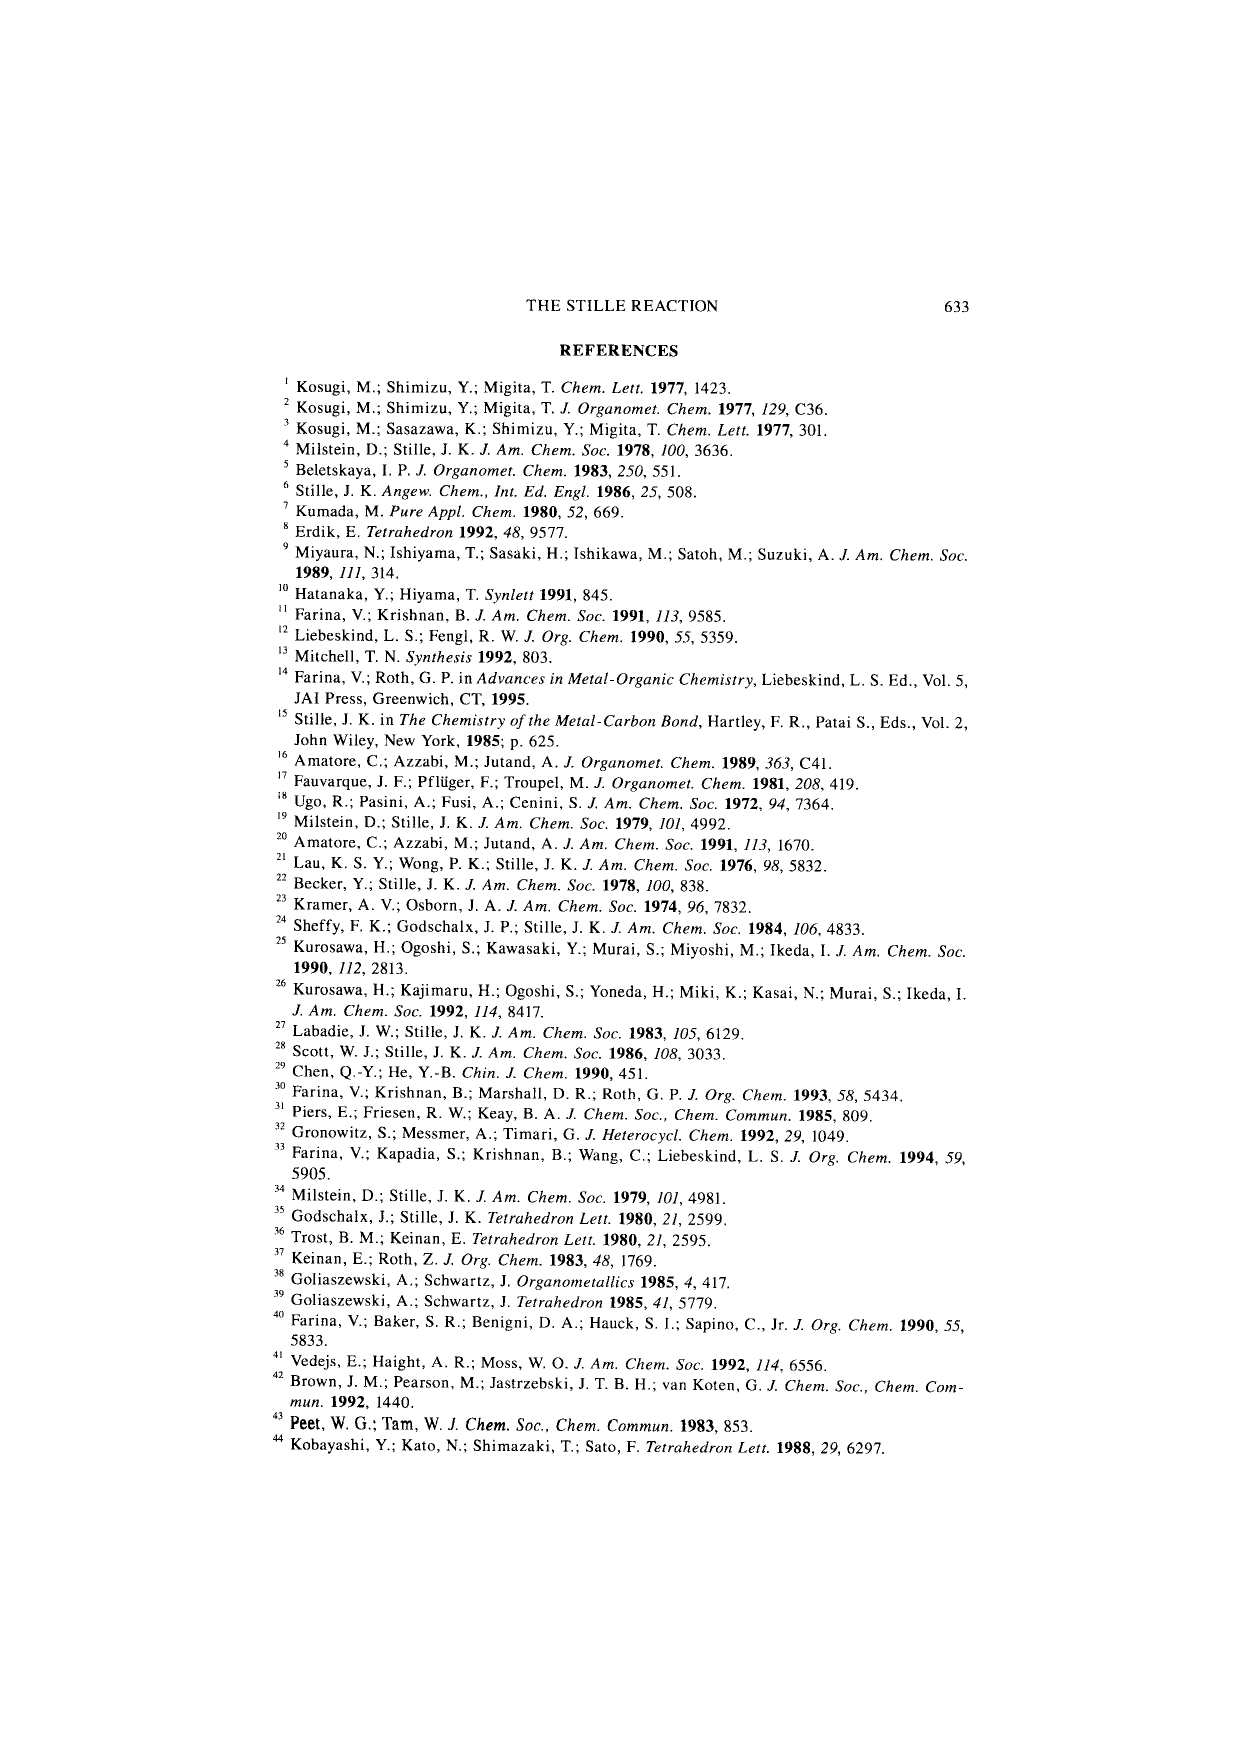 THE STILLE REACTION 633
REFERENCES
1 Kosugi, M.; Shimizu, Y.; Migita, T. Chem. Lett. 1977, 1423.
2 Kosugi, M.; Shimizu, Y.; Migita, T. J. Organomet. Chem. 1977, 129, C36.
3 Kosugi, M.; Sasazawa, K.; Shimizu, Y.; Migita, T. Chem. Lett. 1977, 301.
4 Milstein, D.; Stille, J. K. J. Am. Chem. Soc. 1978, 100, 3636.
5 Beletskaya, I. P. J. Organomet. Chem. 1983, 250, 551.
6 Stille, J. K. Angew. Chem., Int. Ed. Engl. 1986, 25, 508.
7 Kumada, M. Pure Appl. Chem. 1980, 52, 669.
8 Erdik, E. Tetrahedron 1992, 48, 9577.
9 Miyaura, N.; Ishiyama, T.; Sasaki, H.; Ishikawa, M.; Satoh, M.; Suzuki, A. J. Am. Chem. Soc.
1989, 111, 314.
10 Hatanaka, Y.; Hiyama, T. Synlett 1991, 845.
11 Farina, V.; Krishnan, B. J. Am. Chem. Soc. 1991, 113, 9585.
12 Liebeskind, L. S.; Fengl, R. W. J. Org. Chem. 1990, 55, 5359.
13 Mitchell, T. N. Synthesis 1992, 803.
14 Farina, V.; Roth, G. P. in Advances in Metal-Organic Chemistry, Liebeskind, L. S. Ed., Vol. 5,
JAI Press, Greenwich, CT, 1995.
15 Stille, J. K. in The Chemistry of the Metal-Carbon Bond, Hartley, F. R., Patai S., Eds., Vol. 2,
John Wiley, New York, 1985; p. 625.
16 Amatore, C.; Azzabi, M.; Jutand, A. J. Organomet. Chem. 1989, 363, C41.
17 Fauvarque, J. F.; Pflüger, F.; Troupel, M. J. Organomet. Chem. 1981, 208, 419.
18 Ugo, R.; Pasini, A.; Fusi, A.; Cenini, S. J. Am. Chem. Soc. 1972, 94, 7364.
19 Milstein, D.; Stille, J. K. J. Am. Chem. Soc. 1979, 101, 4992.
20 Amatore, C.; Azzabi, M.; Jutand, A. J. Am. Chem. Soc. 1991, 113, 1670.
21 Lau, K. S. Y.; Wong, P. K.; Stille, J. K. J. Am. Chem. Soc. 1976, 98, 5832.
22 Becker, Y.; Stille, J. K. J. Am. Chem. Soc. 1978, 100, 838.
23 Kramer, A. V.; Osborn, J. A. J. Am. Chem. Soc. 1974, 96, 7832.
24 Sheffy, F. K.; Godschalx, J. P.; Stille, J. K. J. Am. Chem. Soc. 1984, 106, 4833.
25 Kurosawa, H.; Ogoshi, S.; Kawasaki, Y.; Murai, S.; Miyoshi, M.; Ikeda, I. J. Am. Chem. Soc.
1990, 112, 2813.
26 Kurosawa, H.; Kajimaru, H.; Ogoshi, S.; Yoneda, H.; Miki, K.; Kasai, N.; Murai, S.; Ikeda, I.
J. Am. Chem. Soc. 1992, 114, 8417.
27 Labadie, J. W.; Stille, J. K. J. Am. Chem. Soc. 1983, 105, 6129.
28 Scott, W. J.; Stille, J. K. J. Am. Chem. Soc. 1986, 108, 3033.
29 Chen, Q.-Y.; He, Y.-B. Chin. J. Chem. 1990, 451.
30 Farina, V.; Krishnan, B.; Marshall, D. R.; Roth, G. P. J. Org. Chem. 1993, 58, 5434.
31 Piers, E.; Friesen, R. W.; Keay, B. A. J. Chem. Soc., Chem. Commun. 1985, 809.
32 Gronowitz, S.; Messmer, A.; Timari, G. J. Heterocycl. Chem. 1992, 29, 1049.
33 Farina, V.; Kapadia, S.; Krishnan, B.; Wang, C.; Liebeskind, L. S. J. Org. Chem. 1994, 59,
5905.
34 Milstein, D.; Stille, J. K. J. Am. Chem. Soc. 1979, 101, 4981.
35 Godschalx, J.; Stille, J. K. Tetrahedron Lett. 1980, 21, 2599.
36 Trost, B. M.; Keinan, E. Tetrahedron Lett. 1980, 21, 2595.
37 Keinan, E.; Roth, Z. J. Org. Chem. 1983, 48, 1769.
38 Goliaszewski, A.; Schwartz, J. Organometallics 1985, 4, 417.
39 Goliaszewski, A.; Schwartz, J. Tetrahedron 1985, 41, 5779.
40 Farina, V.; Baker, S. R.; Benigni, D. A.; Hauck, S. I.; Sapino, C., Jr. J. Org. Chem. 1990, 55,
5833.
41 Vedejs, E.; Haight, A. R.; Moss, W. O. J. Am. Chem. Soc. 1992, 114, 6556.
42 Brown, J. M.; Pearson, M.; Jastrzebski, J. T. B. H.; van Koten, G. J. Chem. Soc., Chem. Com-
mun. 1992, 1440.
43 Peet, W. G.; Tam, W. J. Chem. Soc., Chem. Commun. 1983, 853.
44 Kobayashi, Y.; Kato, N.; Shimazaki, T.; Sato, F. Tetrahedron Lett. 1988, 29, 6297.